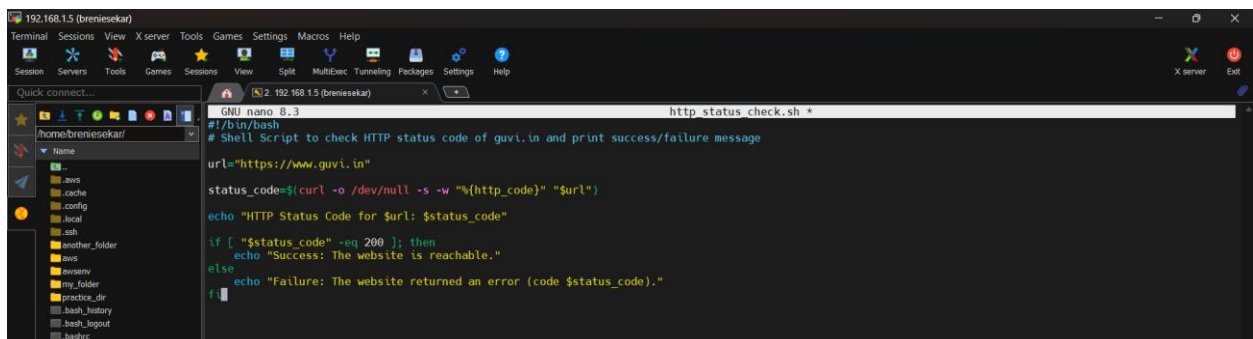 192.168.1.5 (breniesekar)
Terminal Sessions View X server Tools Games Settings Macros Help
Session Servers Tools Games Sessions View Split MultiExec Tunneling Packages Settings Help X server Exit
Quick connect...
2. 192.168.1.5 (breniesekar)
/home/breniesekar/
Name
..
.aws
.cache
.config
.local
.ssh
another_folder
aws
awsenv
my_folder
practice_dir
.bash_history
.bash_logout
.bashrc
GNU nano 8.3 http_status_check.sh *
#!/bin/bash
# Shell Script to check HTTP status code of guvi.in and print success/failure message
url="https://www.guvi.in"
status_code=$(curl -o /dev/null -s -w "%{http_code}" "$url")
echo "HTTP Status Code for $url: $status_code"
if [ "$status_code" -eq 200 ]; then
echo "Success: The website is reachable."
else
echo "Failure: The website returned an error (code $status_code)."
fi